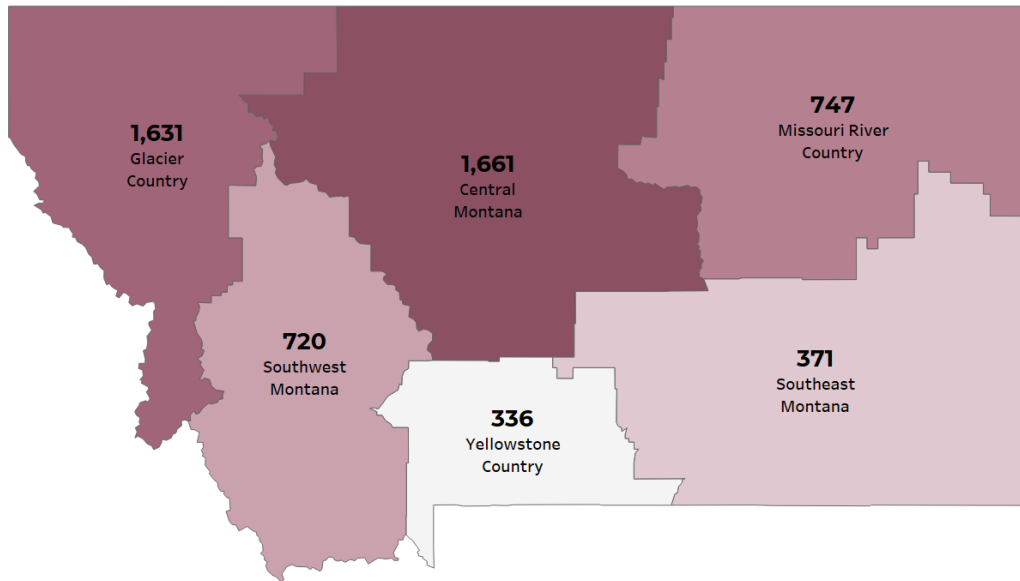 1,631
Glacier
Country
1,661
Central
Montana
747
Missouri River
Country
720
Southwest
Montana
336
Yellowstone
Country
371
Southeast
Montana